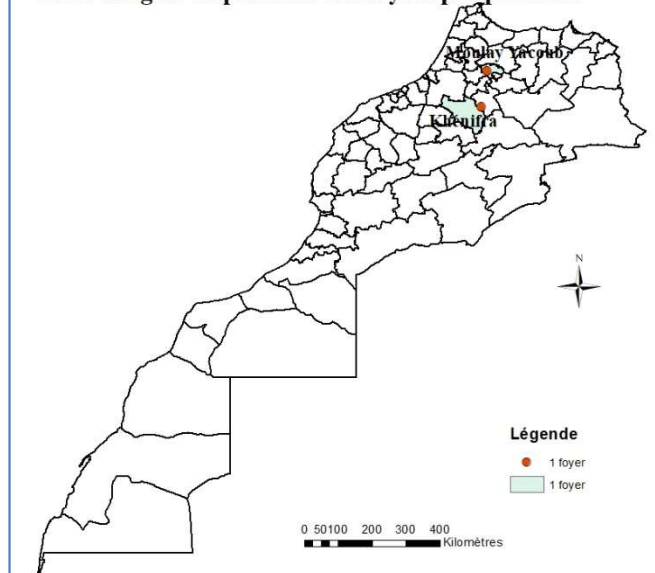 Moulay Yacoub
Khénifra
N
Légende
1 foyer
1 foyer
0 50100 200 300 400
Kilomètres